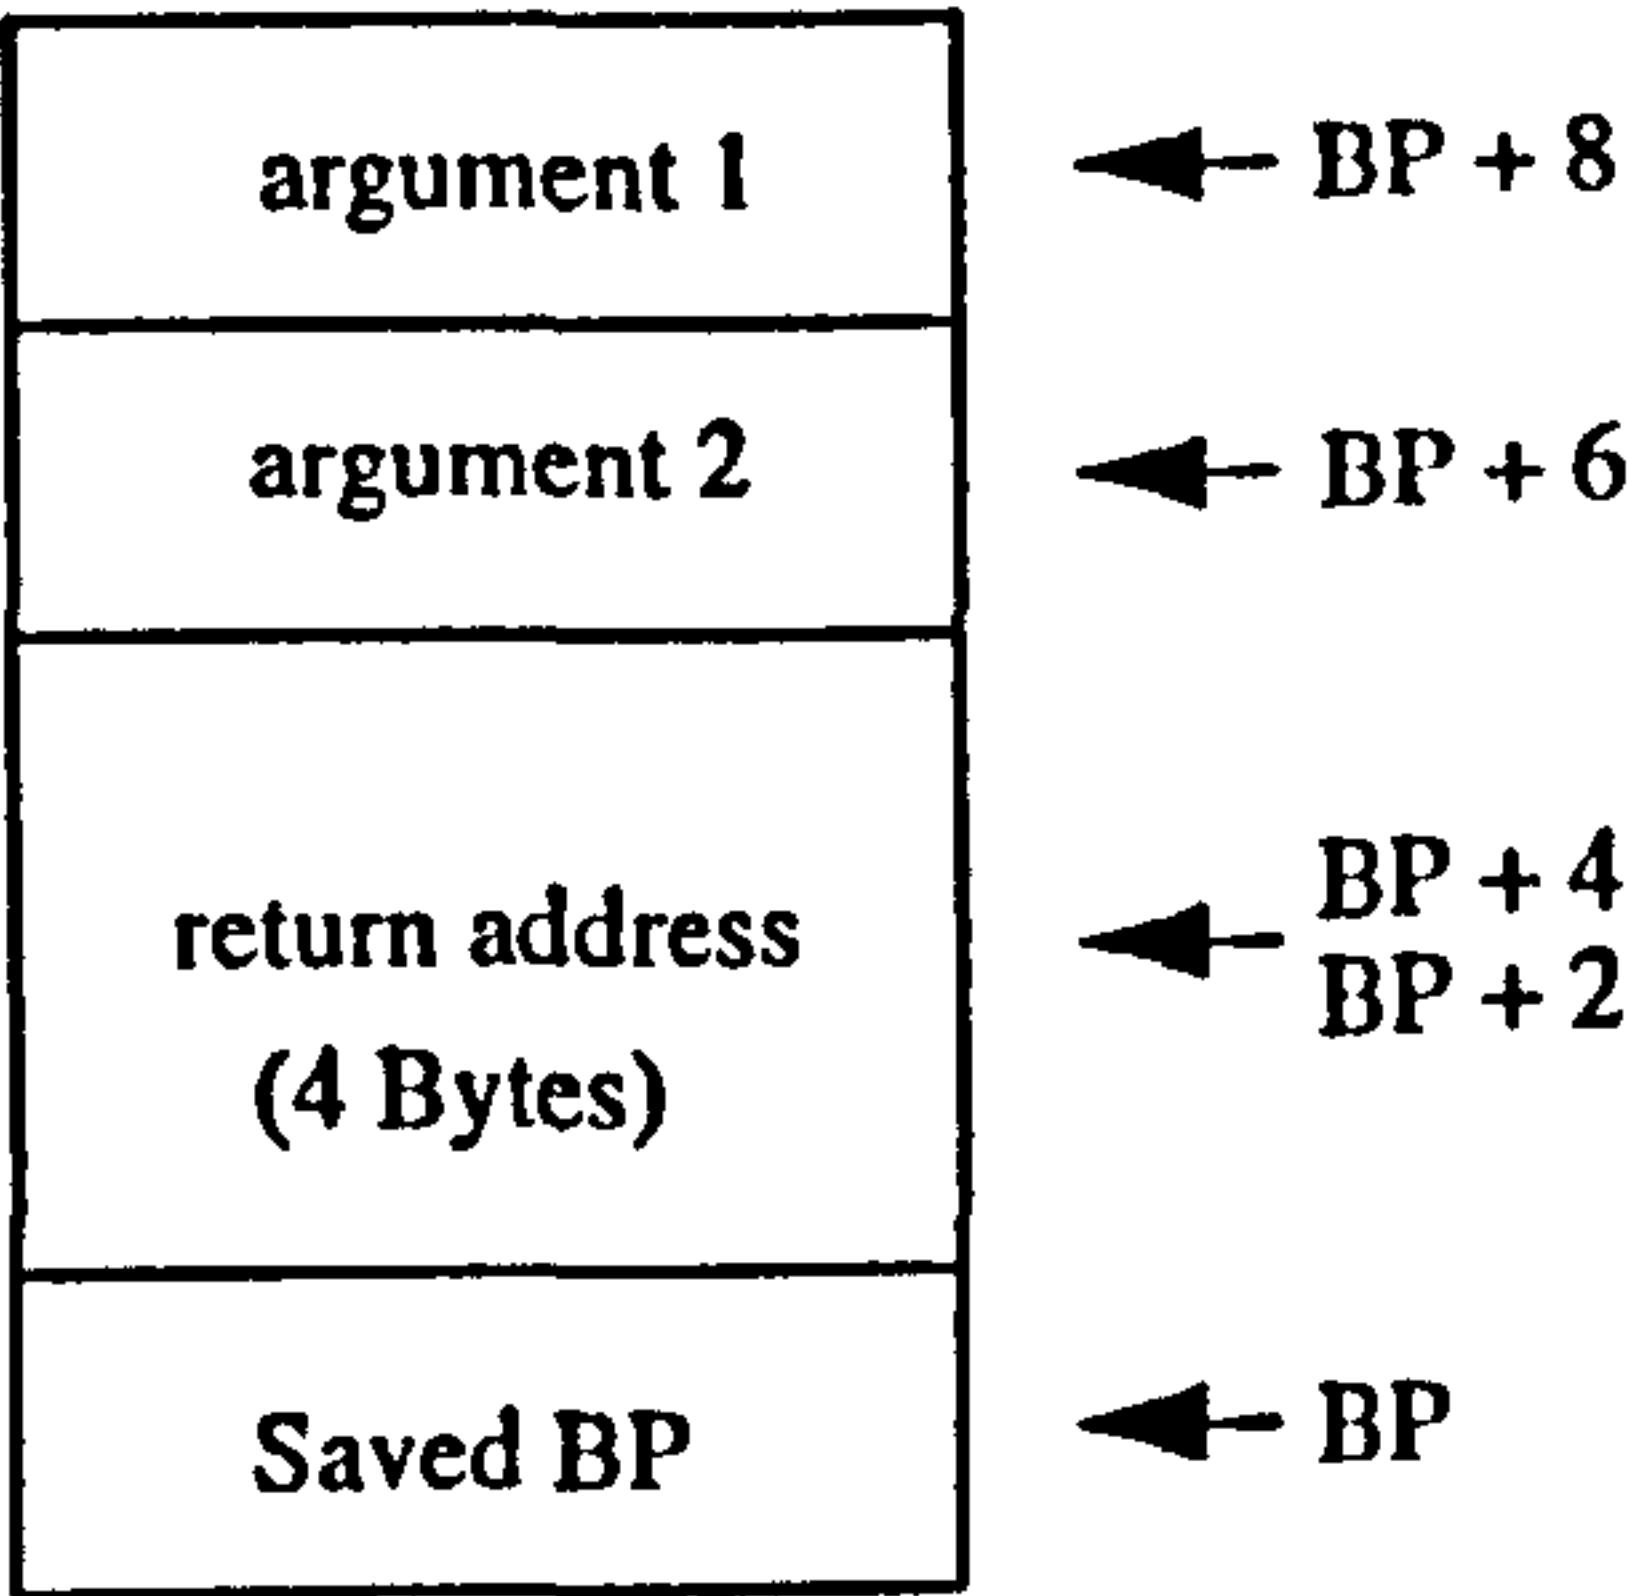 argument 1
BP + 8
argument 2
BP + 6
return address
(4 Bytes)
BP + 4
BP + 2
Saved BP
BP